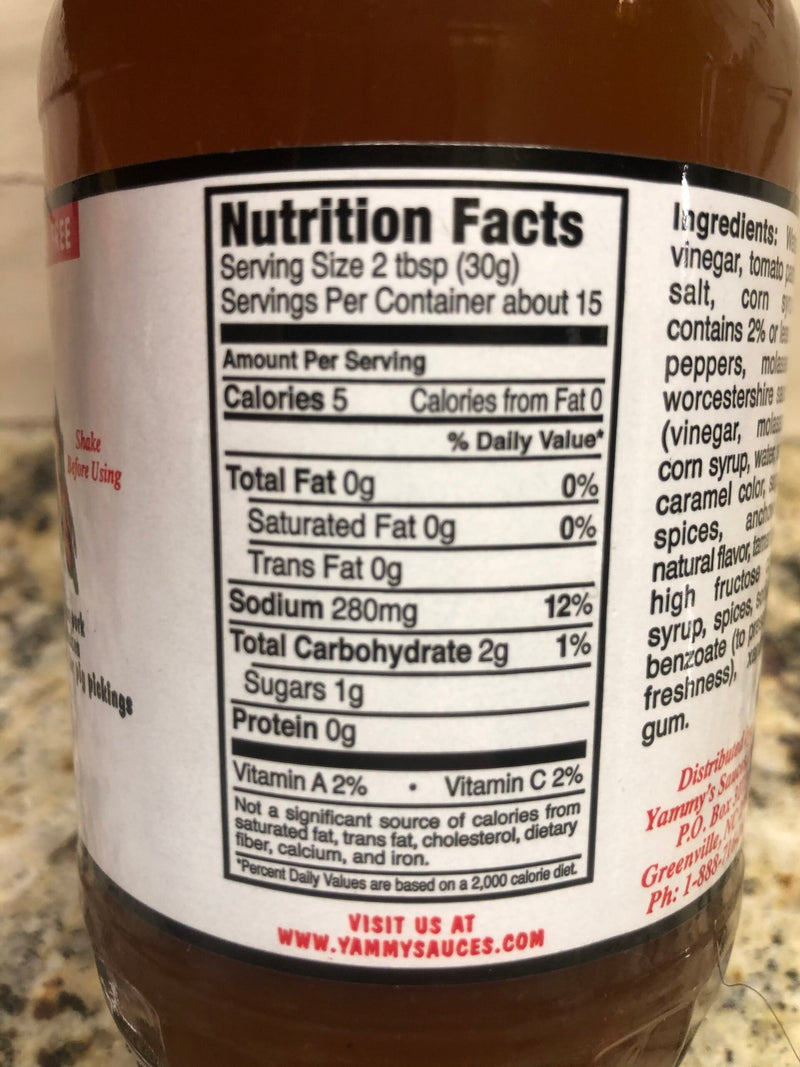 Shake
Before Using
pig pickings
Nutrition Facts
Serving Size 2 tbsp (30g)
Servings Per Container about 15
Amount Per Serving
Calories 5 Calories from Fat 0
% Daily Value*
Total Fat 0g 0%
Saturated Fat 0g 0%
Trans Fat 0g
Sodium 280mg 12%
Total Carbohydrate 2g 1%
Sugars 1g
Protein 0g
Vitamin A 2% • Vitamin C 2%
Not a significant source of calories from
saturated fat, trans fat, cholesterol, dietary
fiber, calcium, and iron.
*Percent Daily Values are based on a 2,000 calorie diet.
VISIT US AT
WWW.YAMMYSAUCES.COM
Ingredients:
vinegar, tomato
salt, corn
contains 2% or
peppers,
worcestershire
(vinegar,
corn syrup, water,
caramel color,
spices,
natural flavor,
high fructose
syrup, spices,
benzoate (to
freshness),
gum.
Distributed
Yammy's
P.O. Box
Greenville, NC
Ph: 1-888-